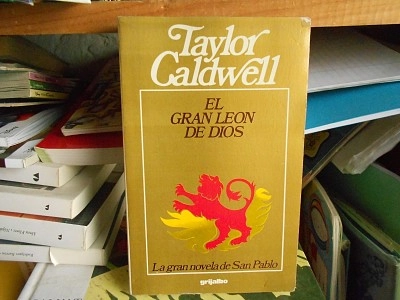 Taylor
Caldwell
EL
GRAN LEON
DE DIOS
La gran novela de San Pablo
grijalbo